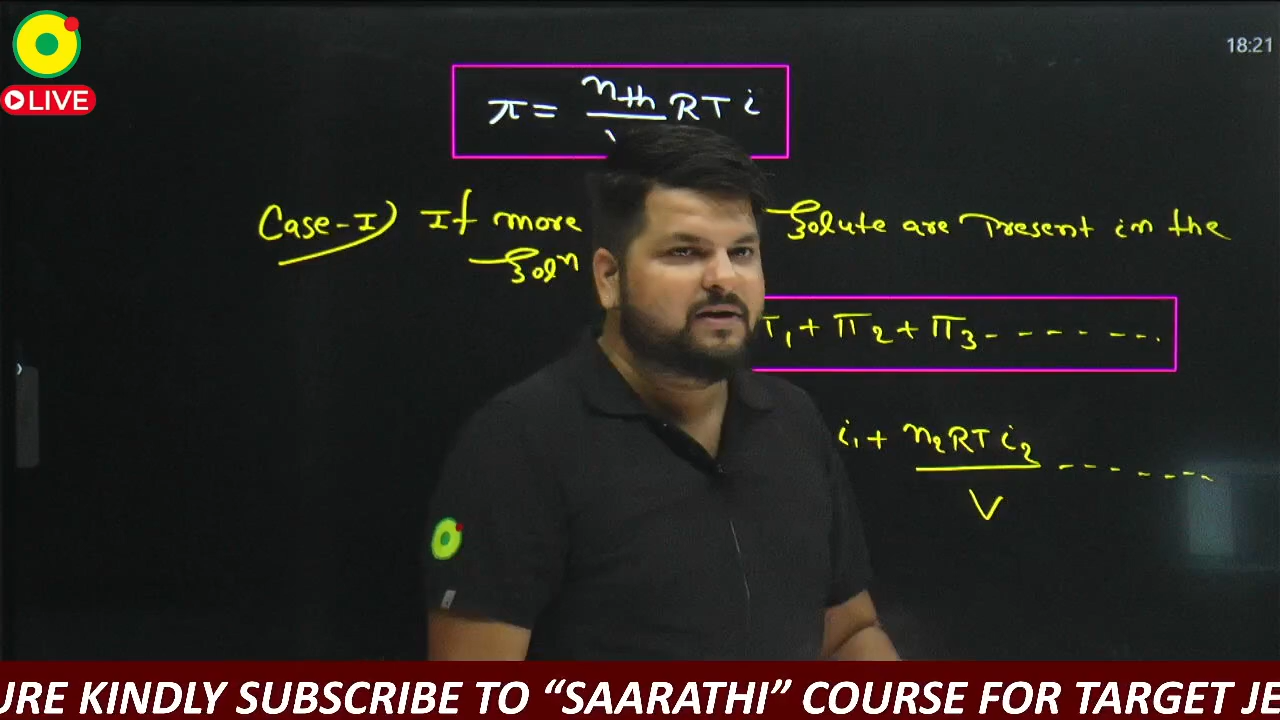 18:21
LIVE
π = n_th RT i
Case-I) If more Solute are Present in the
Solⁿ
π₁ + π₂ + π₃ - - - - - - -
i₁ + n₂RT i₂ - - - - - - -
V
URE KINDLY SUBSCRIBE TO “SAARATHI” COURSE FOR TARGET JE